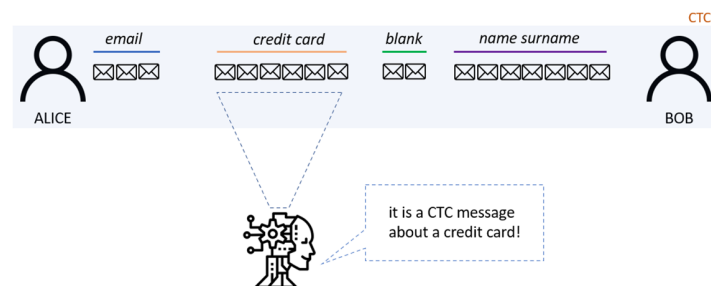 CTC
email
credit card
blank
name surname
ALICE
BOB
it is a CTC message
about a credit card!